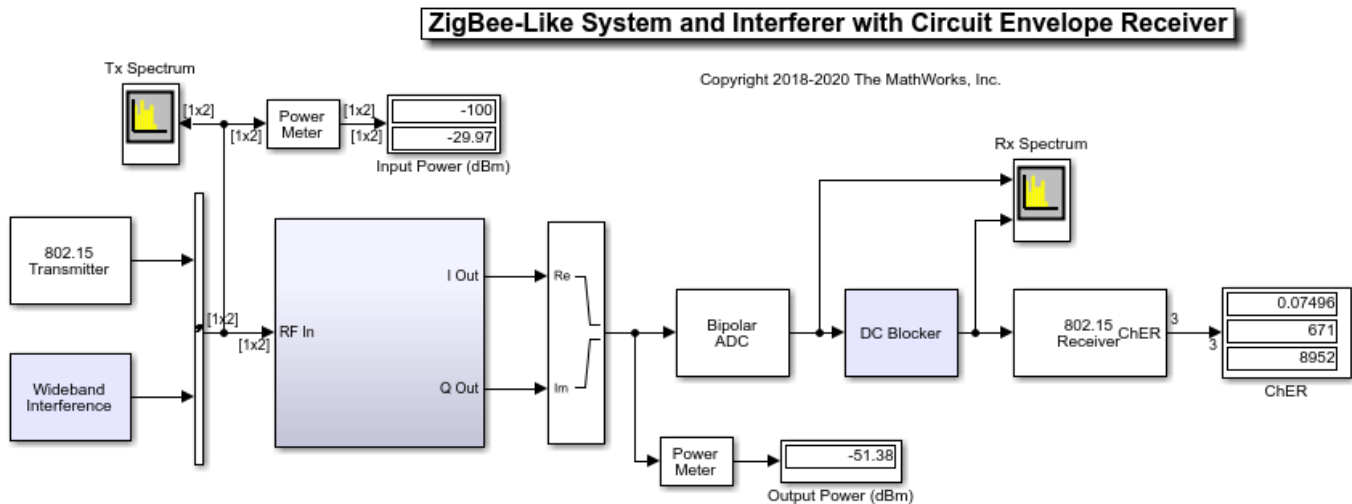 ZigBee-Like System and Interferer with Circuit Envelope Receiver
Copyright 2018-2020 The MathWorks, Inc.
Tx Spectrum
[1x2]
[1x2]
Power
Meter
[1x2]
[1x2]
-100
-29.97
Input Power (dBm)
Rx Spectrum
802.15
Transmitter
Wideband
Interference
[1x2]
[1x2]
RF In
I Out
Q Out
Re
Im
Bipolar
ADC
DC Blocker
802.15
Receiver
ChER
3
3
0.07496
671
8952
ChER
Power
Meter
-51.38
Output Power (dBm)